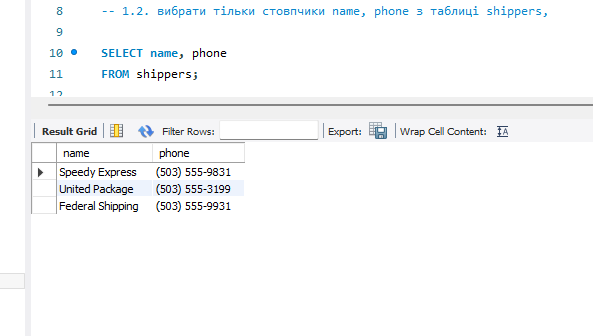 8 -- 1.2. вибрати тільки стовпчики name, phone з таблиці shippers,
9
10 SELECT name, phone
11 FROM shippers;
12
Result Grid Filter Rows: Export: Wrap Cell Content:
name phone
Speedy Express (503) 555-9831
United Package (503) 555-3199
Federal Shipping (503) 555-9931